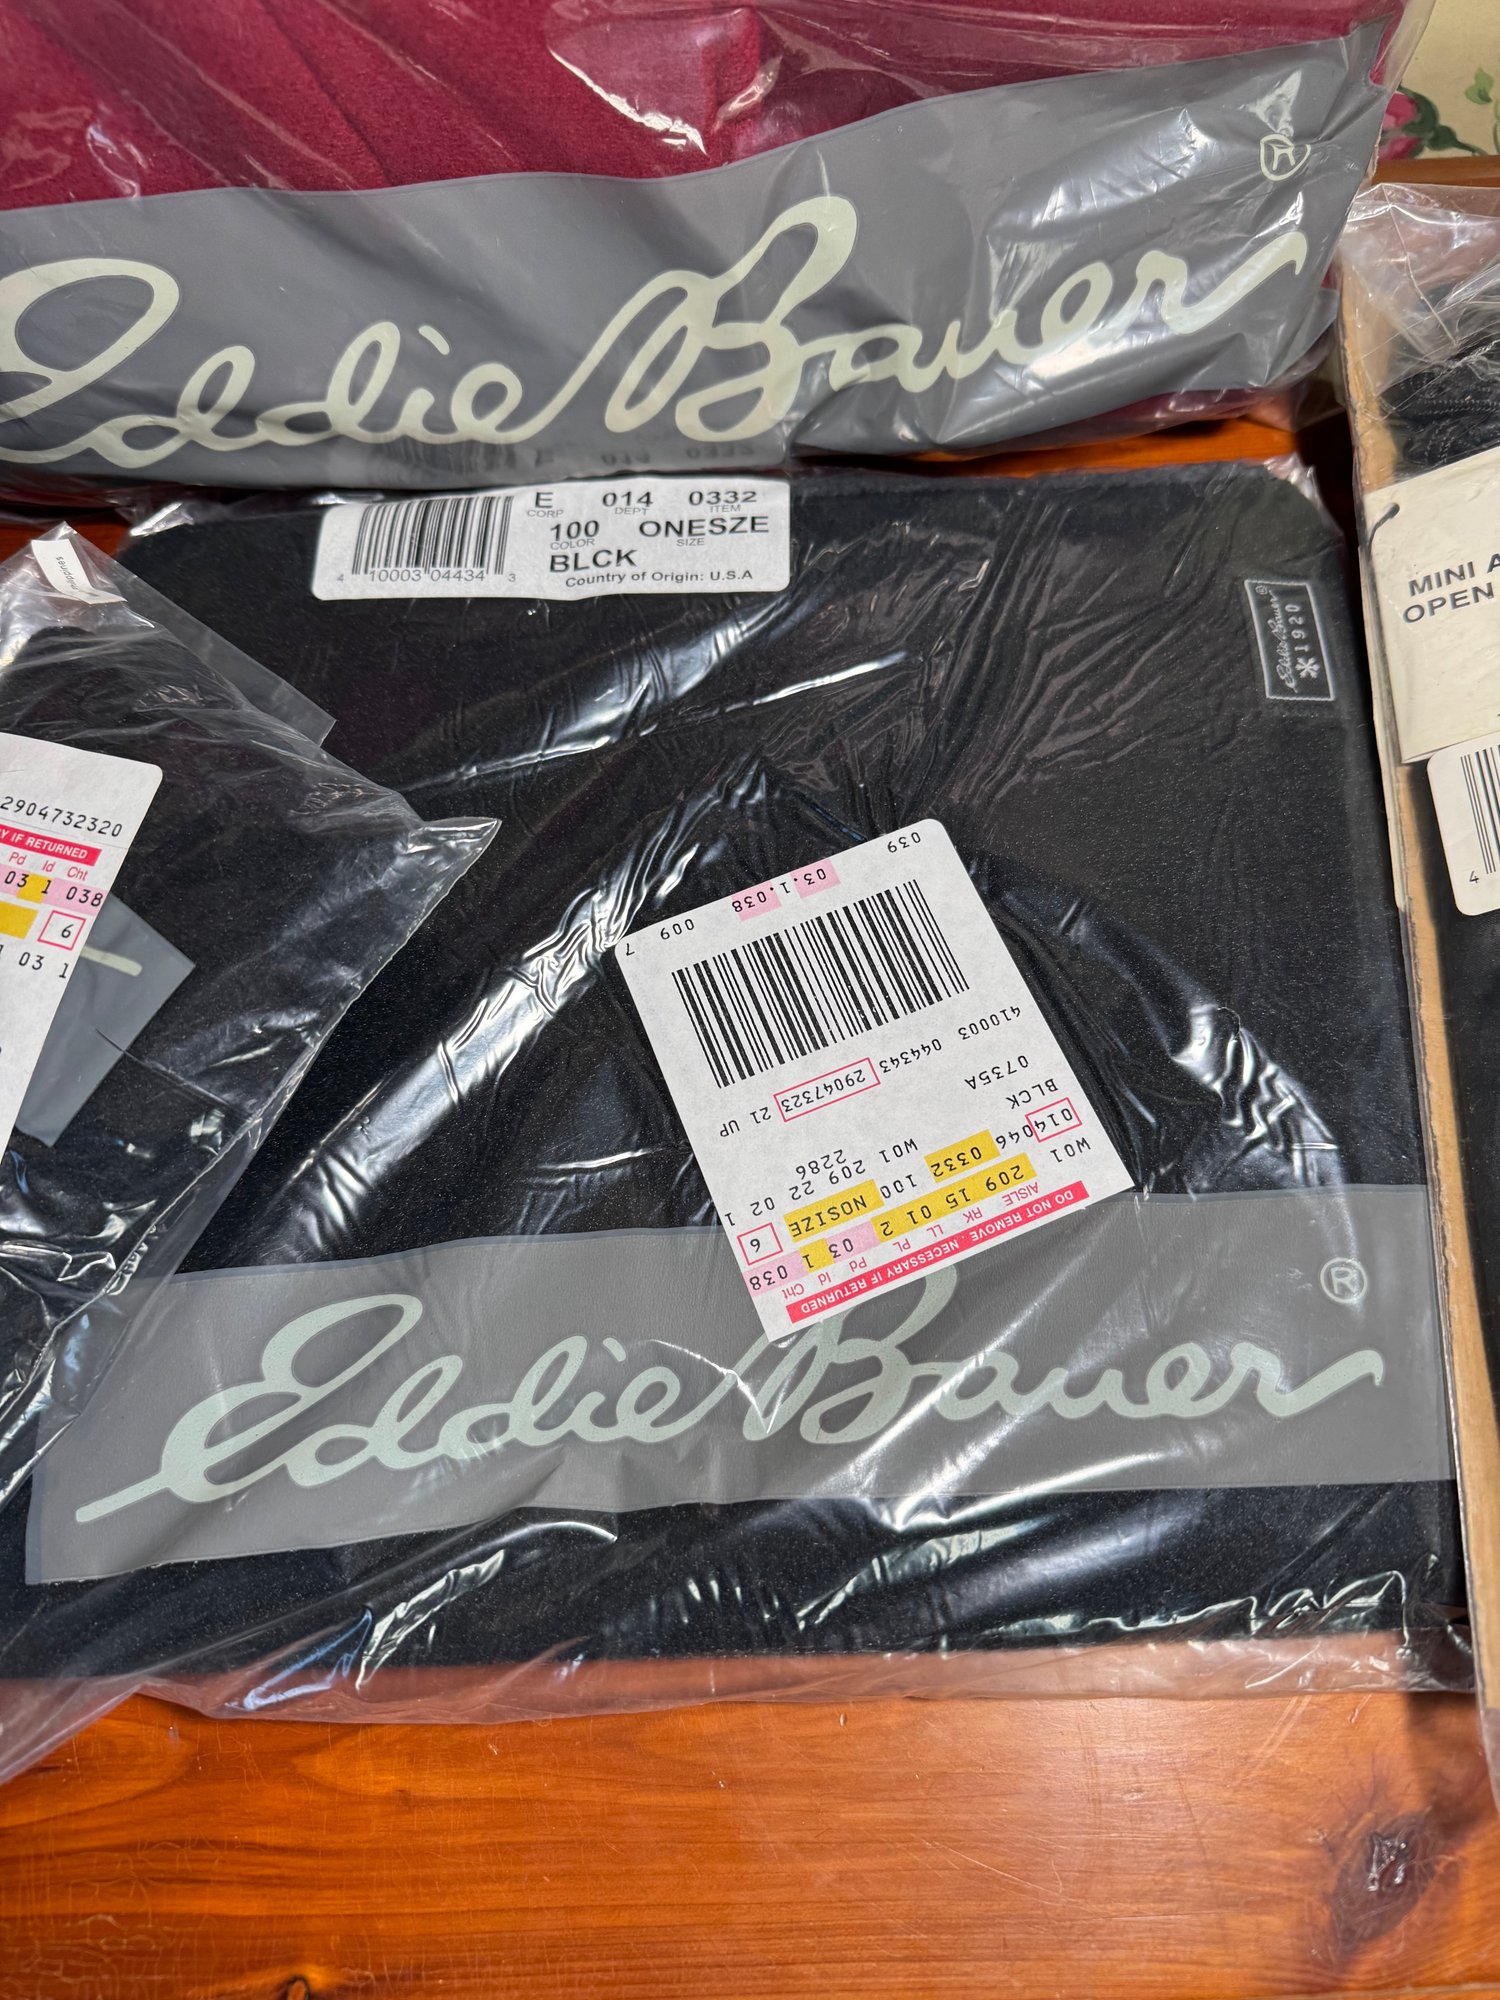 Eddie Bauer ®
E 014 0332
CORP DEPT ITEM
100 ONESZE
COLOR SIZE
BLCK
Country of Origin: U.S.A
4 10003 04434 3
Eddie Bauer®
*1920
MINI A
OPEN
4
2904732320
Y IF RETURNED
Pd Id Cht
03 1 038
6
03 1
DO NOT REMOVE. NECESSARY IF RETURNED
AISLE RK LL PL Pd Id Cht
209 15 01 2 03 1 038
W01 0332 100 NOSIZE 6
014046 W01 209 22 02 1
BLCK 2286
0735A
410003 044343 29047323 21 UP
039 03.1.038 009 7
Eddie Bauer ®